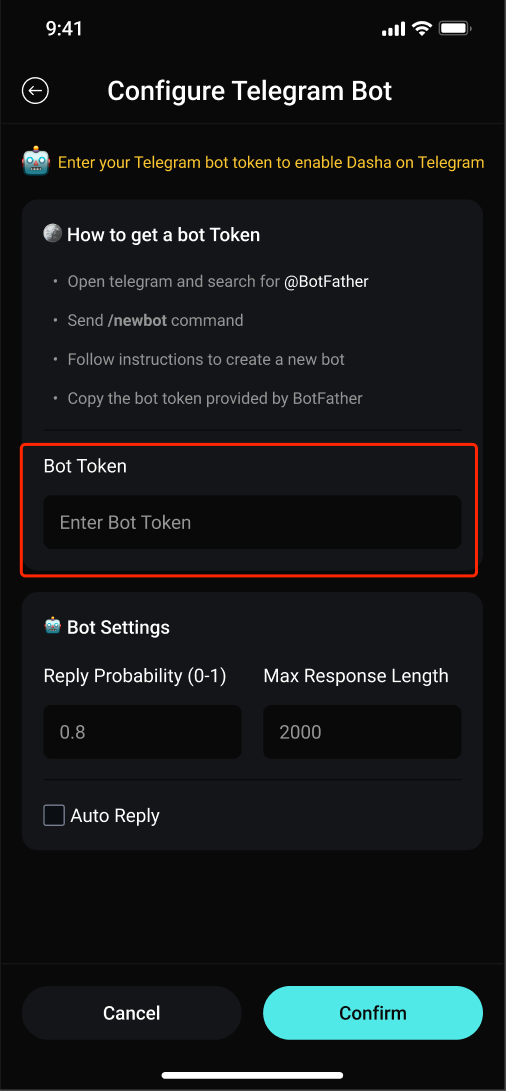 9:41
Configure Telegram Bot
Enter your Telegram bot token to enable Dasha on Telegram
How to get a bot Token
• Open telegram and search for @BotFather
• Send /newbot command
• Follow instructions to create a new bot
• Copy the bot token provided by BotFather
Bot Token
Enter Bot Token
Bot Settings
Reply Probability (0-1) Max Response Length
0.8 2000
Auto Reply
Cancel Confirm